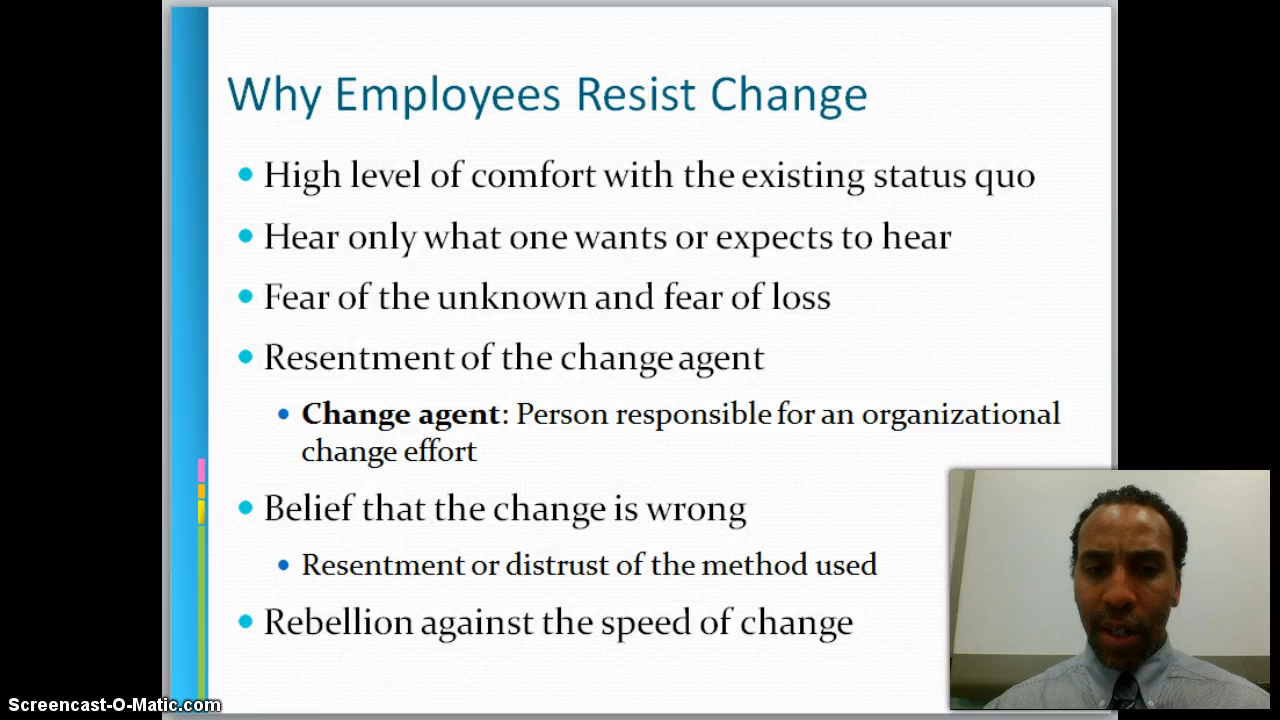 Why Employees Resist Change
High level of comfort with the existing status quo
Hear only what one wants or expects to hear
Fear of the unknown and fear of loss
Resentment of the change agent
Change agent: Person responsible for an organizational
change effort
Belief that the change is wrong
Resentment or distrust of the method used
Rebellion against the speed of change
Screencast-O-Matic.com